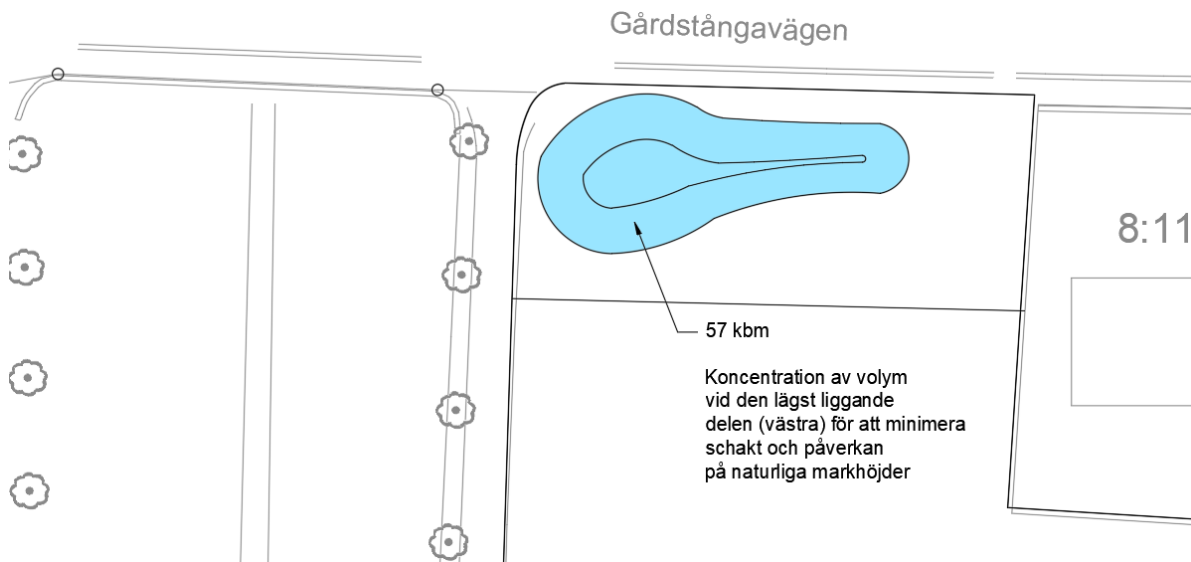 Gårdstångavägen
8:11
57 kbm
Koncentration av volym
vid den lägst liggande
delen (västra) för att minimera
schakt och påverkan
på naturliga markhöjder